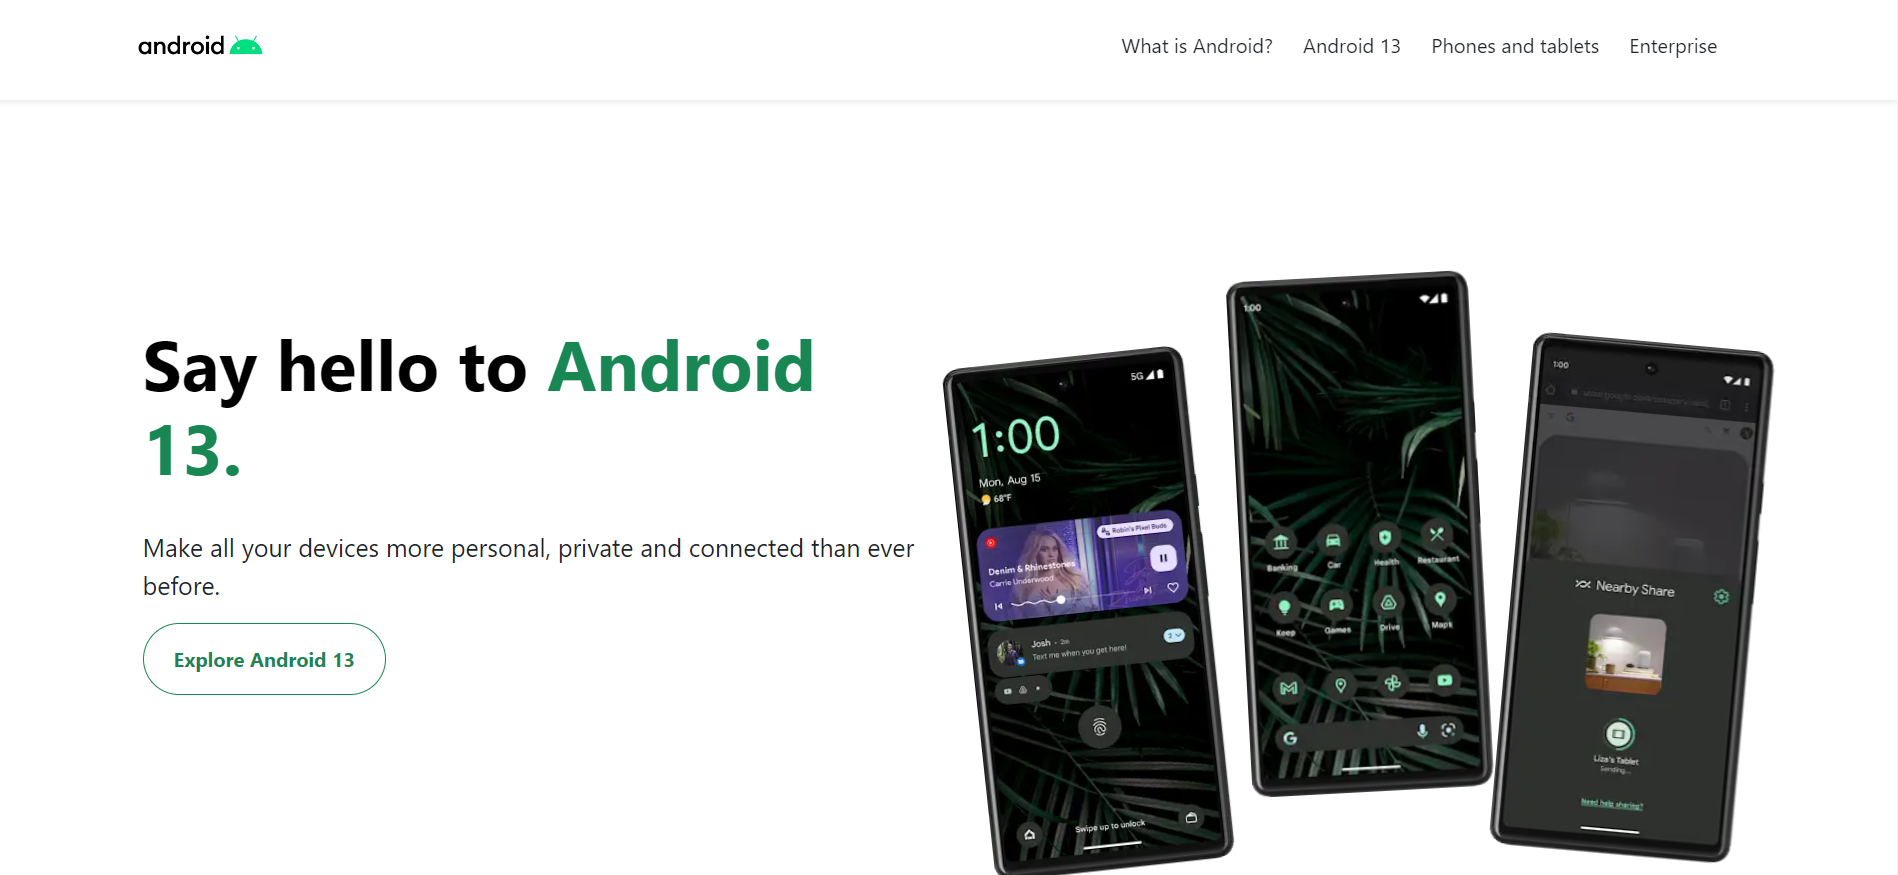 android
What is Android?
Android 13
Phones and tablets
Enterprise
Say hello to Android
13.
Make all your devices more personal, private and connected than ever
before.
Explore Android 13
5G
1:00
Mon, Aug 15
68°F
Robin's Pixel Buds
Denim & Rhinestones
Carrie Underwood
Josh • 2m
2
Text me when you get here!
Swipe up to unlock
1:00
Banking
Car
Health
Restaurant
Keep
Games
Drive
Maps
G
1:00
G
Nearby Share
Liza's Tablet
Sending...
Need help sharing?